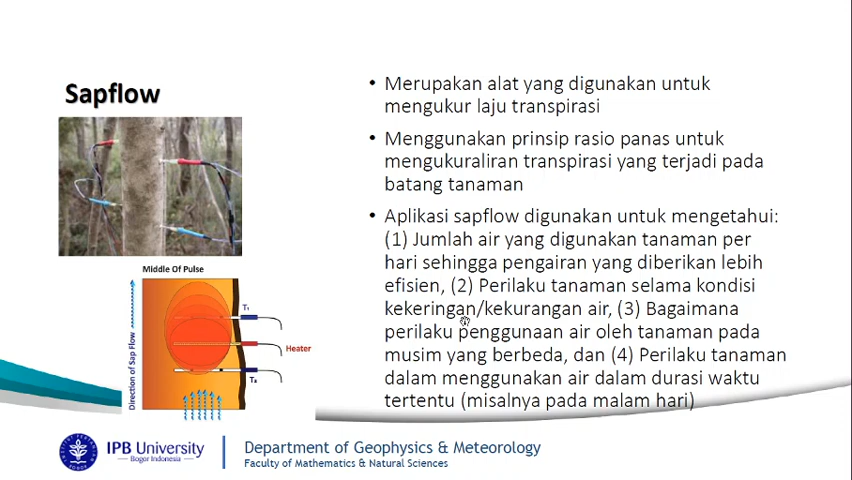 Sapflow
Middle Of Pulse
T₁
Heater
Direction of Sap Flow
• Merupakan alat yang digunakan untuk
mengukur laju transpirasi
• Menggunakan prinsip rasio panas untuk
mengukuraliran transpirasi yang terjadi pada
batang tanaman
• Aplikasi sapflow digunakan untuk mengetahui:
(1) Jumlah air yang digunakan tanaman per
hari sehingga pengairan yang diberikan lebih
efisien, (2) Perilaku tanaman selama kondisi
kekeringan/kekurangan air, (3) Bagaimana
perilaku penggunaan air oleh tanaman pada
musim yang berbeda, dan (4) Perilaku tanaman
dalam menggunakan air dalam durasi waktu
tertentu (misalnya pada malam hari)
IPB University
Bogor Indonesia
Department of Geophysics & Meteorology
Faculty of Mathematics & Natural Sciences